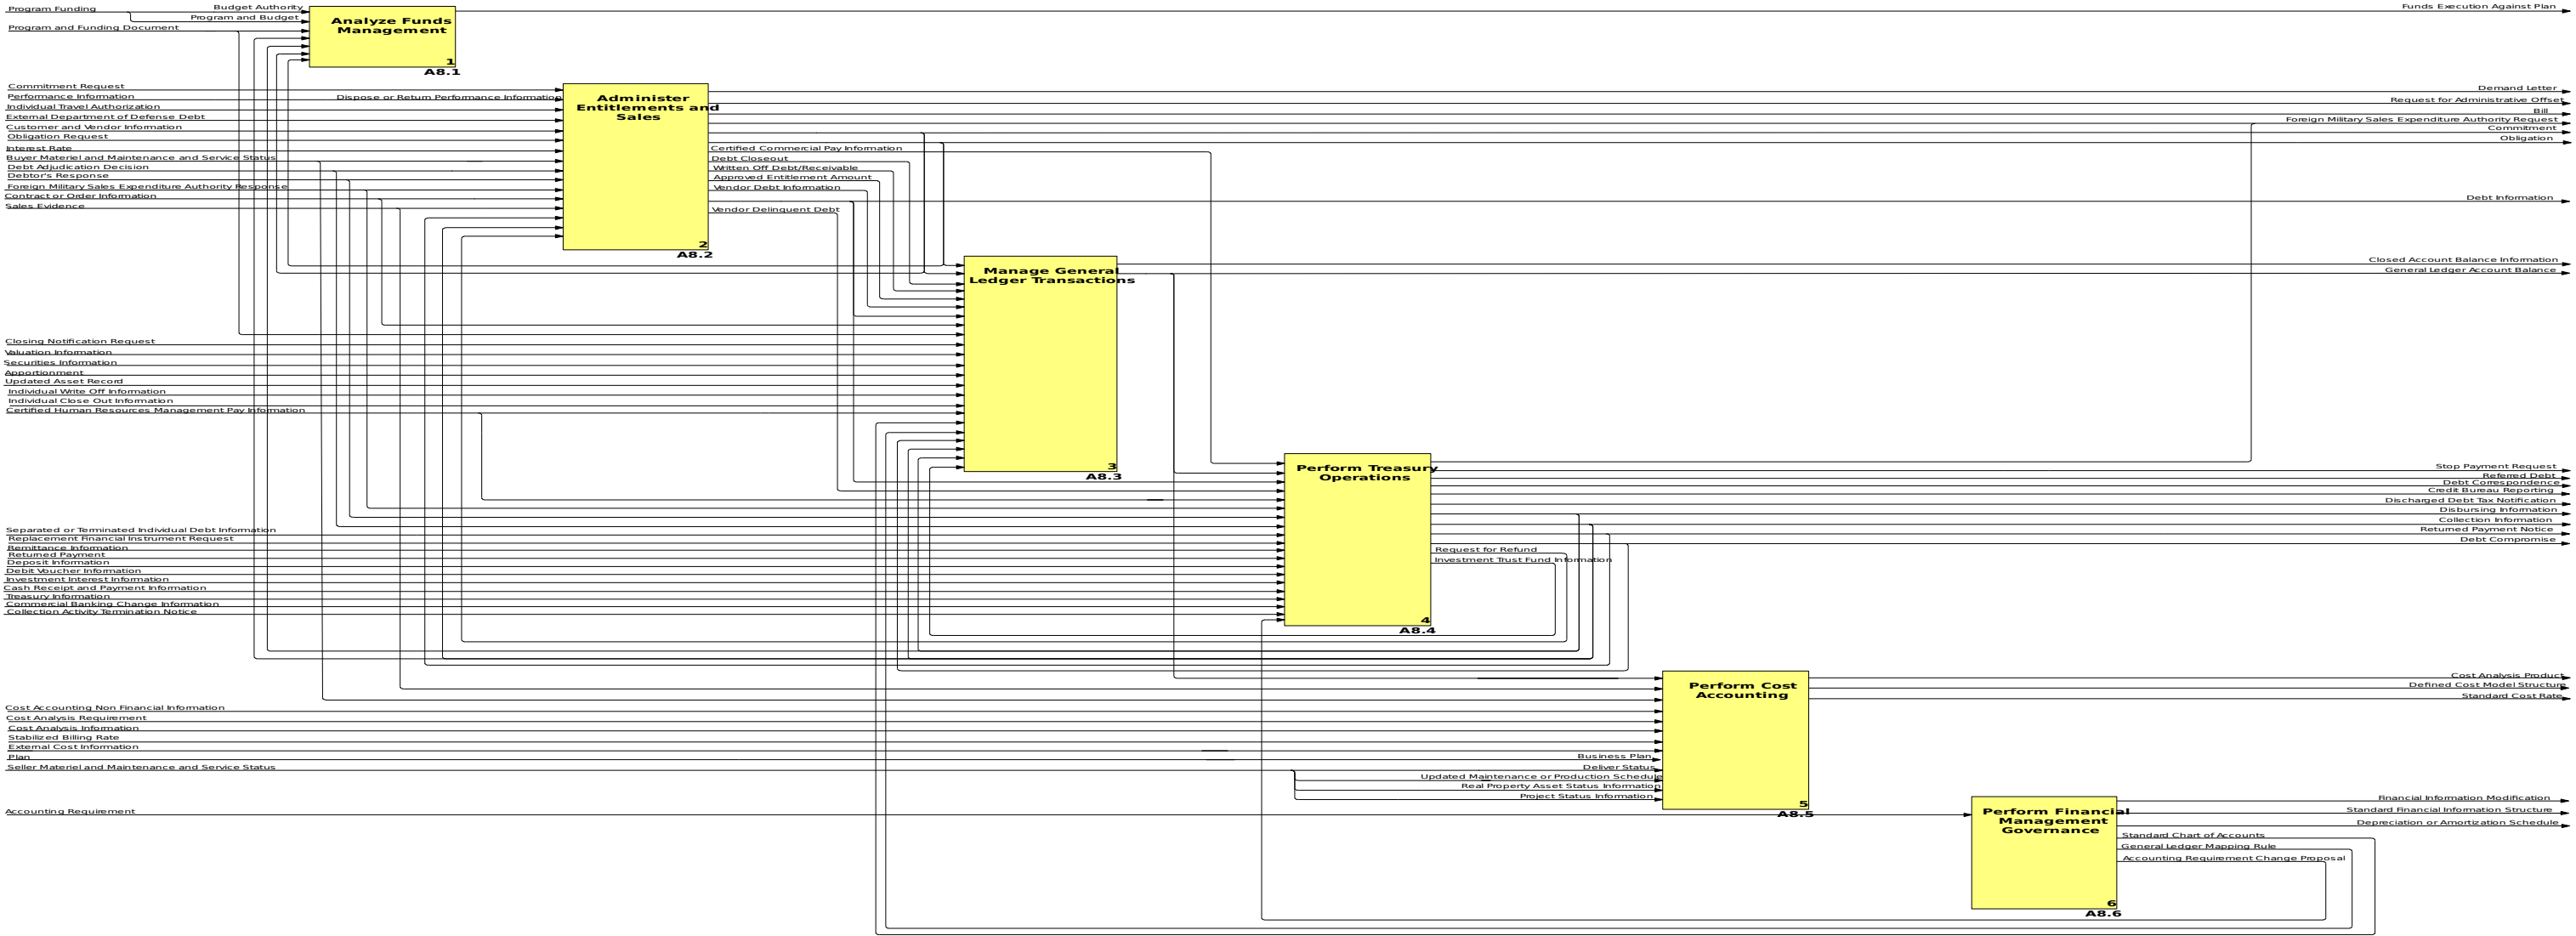 Program Funding
Budget Authority
Program and Budget
Program and Funding Document
Analyze Funds
Management
1
A8.1
Funds Execution Against Plan
Commitment Request
Performance Information
Dispose or Return Performance Information
Individual Travel Authorization
External Department of Defense Debt
Customer and Vendor Information
Obligation Request
Interest Rate
Buyer Materiel and Maintenance and Service Status
Debt Adjudication Decision
Debtor's Response
Foreign Military Sales Expenditure Authority Response
Contract or Order Information
Sales Evidence
Administer
Entitlements and
Sales
2
A8.2
Certified Commercial Pay Information
Debt Closeout
Written Off Debt/Receivable
Approved Entitlement Amount
Vendor Debt Information
Vendor Delinquent Debt
Demand Letter
Request for Administrative Offset
Bill
Foreign Military Sales Expenditure Authority Request
Commitment
Obligation
Debt Information
Manage General
Ledger Transactions
3
A8.3
Closed Account Balance Information
General Ledger Account Balance
Closing Notification Request
Valuation Information
Securities Information
Apportionment
Updated Asset Record
Individual Write Off Information
Individual Close Out Information
Certified Human Resources Management Pay Information
Perform Treasury
Operations
4
A8.4
Stop Payment Request
Referred Debt
Debt Correspondence
Credit Bureau Reporting
Discharged Debt Tax Notification
Disbursing Information
Collection Information
Returned Payment Notice
Debt Compromise
Request for Refund
Investment Trust Fund Information
Separated or Terminated Individual Debt Information
Replacement Financial Instrument Request
Remittance Information
Returned Payment
Deposit Information
Debit Voucher Information
Investment Interest Information
Cash Receipt and Payment Information
Treasury Information
Commercial Banking Change Information
Collection Activity Termination Notice
Perform Cost
Accounting
5
A8.5
Cost Analysis Product
Defined Cost Model Structure
Standard Cost Rate
Cost Accounting Non Financial Information
Cost Analysis Requirement
Cost Analysis Information
Stabilized Billing Rate
External Cost Information
Plan
Business Plan
Seller Materiel and Maintenance and Service Status
Deliver Status
Updated Maintenance or Production Schedule
Real Property Asset Status Information
Project Status Information
Accounting Requirement
Perform Financial
Management
Governance
6
A8.6
Financial Information Modification
Standard Financial Information Structure
Depreciation or Amortization Schedule
Standard Chart of Accounts
General Ledger Mapping Rule
Accounting Requirement Change Proposal